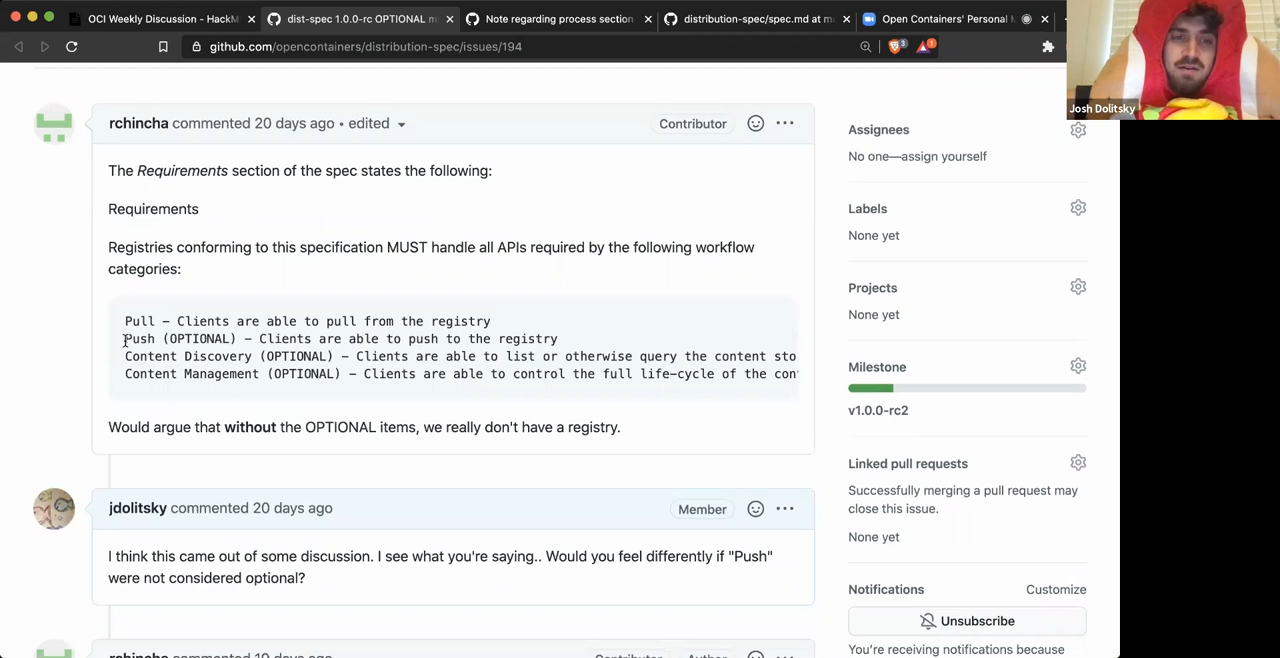 OCI Weekly Discussion - HackM
dist-spec 1.0.0-rc OPTIONAL m
Note regarding process section
distribution-spec/spec.md at m
Open Containers' Personal M
github.com/opencontainers/distribution-spec/issues/194
3
1
Josh Dolitsky
rchincha commented 20 days ago • edited
Contributor
The Requirements section of the spec states the following:
Requirements
Registries conforming to this specification MUST handle all APIs required by the following workflow
categories:
Pull – Clients are able to pull from the registry
Push (OPTIONAL) – Clients are able to push to the registry
Content Discovery (OPTIONAL) – Clients are able to list or otherwise query the content sto
Content Management (OPTIONAL) – Clients are able to control the full life-cycle of the con
Would argue that without the OPTIONAL items, we really don't have a registry.
jdolitsky commented 20 days ago
Member
I think this came out of some discussion. I see what you're saying.. Would you feel differently if "Push"
were not considered optional?
rchincha commented 19 days ago
Contributor
Author
Assignees
No one—assign yourself
Labels
None yet
Projects
None yet
Milestone
v1.0.0-rc2
Linked pull requests
Successfully merging a pull request may
close this issue.
None yet
Notifications
Customize
Unsubscribe
You're receiving notifications because